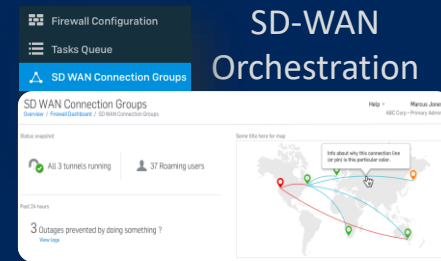 Firewall Configuration
Tasks Queue
SD WAN Connection Groups
SD-WAN
Orchestration
SD WAN Connection Groups
Overview / Firewall Dashboard / SD WAN Connection Groups
Help
Marcus Jones
ABC Corp - Primary Admin
Status snapshot
All 3 tunnels running
37 Roaming users
Past 24 hours
3 Outages prevented by doing something ?
View logs
Some title here for map
Info about why this connection line
(or pin) is this particular color.